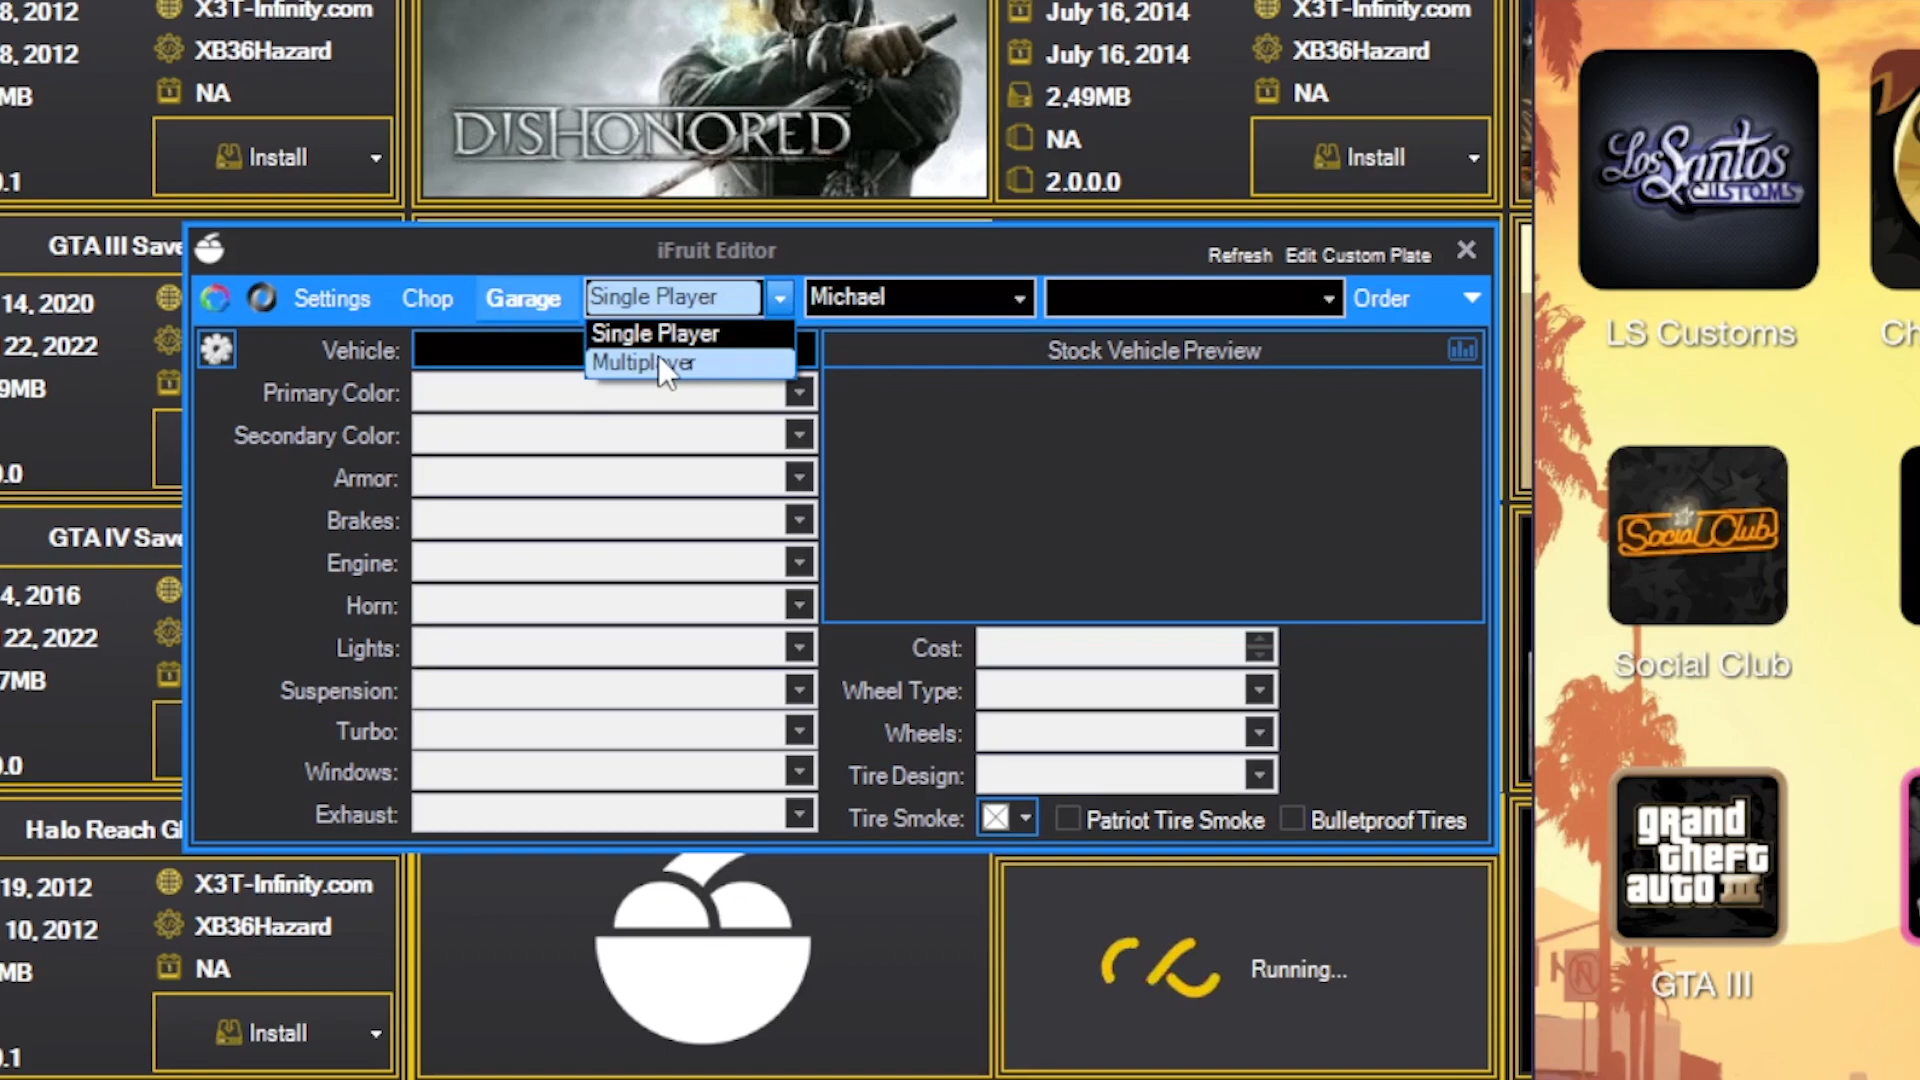 8, 2012
X3T-Infinity.com
8, 2012
XB36Hazard
MB
NA
Install
0.1
DISHONORED
July 16, 2014
X3T-Infinity.com
July 16, 2014
XB36Hazard
2.49MB
NA
NA
Install
2.0.0.0
Los Santos
Customs
LS Customs
Ch
GTA III Save
14, 2020
22, 2022
9MB
0.0
iFruit Editor
Refresh
Edit Custom Plate
Settings
Chop
Garage
Single Player
Michael
Order
Single Player
Multiplayer
Vehicle:
Stock Vehicle Preview
Primary Color:
Secondary Color:
Armor:
Brakes:
Engine:
Horn:
Lights:
Cost:
Suspension:
Wheel Type:
Turbo:
Wheels:
Windows:
Tire Design:
Exhaust:
Tire Smoke:
Patriot Tire Smoke
Bulletproof Tires
Social Club
Social Club
GTA IV Save
4, 2016
22, 2022
7MB
0.0
grand
theft
auto III
GTA III
Halo Reach
19, 2012
X3T-Infinity.com
10, 2012
XB36Hazard
MB
NA
Install
0.1
Running...